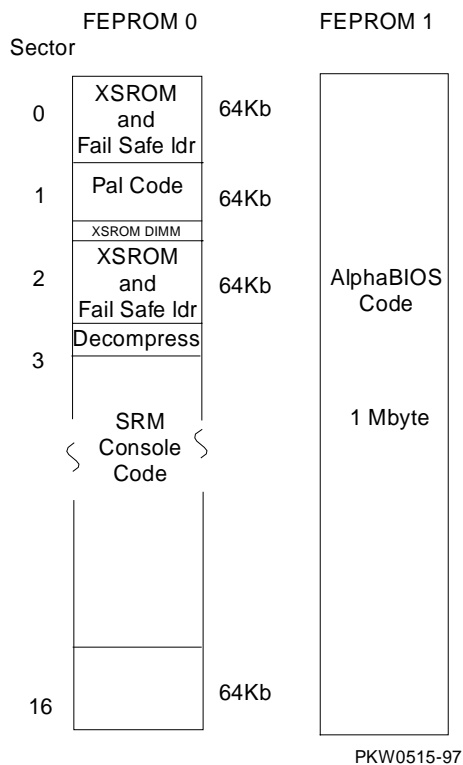 FEPROM 0
FEPROM 1
Sector
0
XSROM
and
Fail Safe ldr
64Kb
1
Pal Code
64Kb
XSROM DIMM
2
XSROM
and
Fail Safe ldr
64Kb
Decompress
3
SRM
Console
Code
16
64Kb
AlphaBIOS
Code
1 Mbyte
PKW0515-97